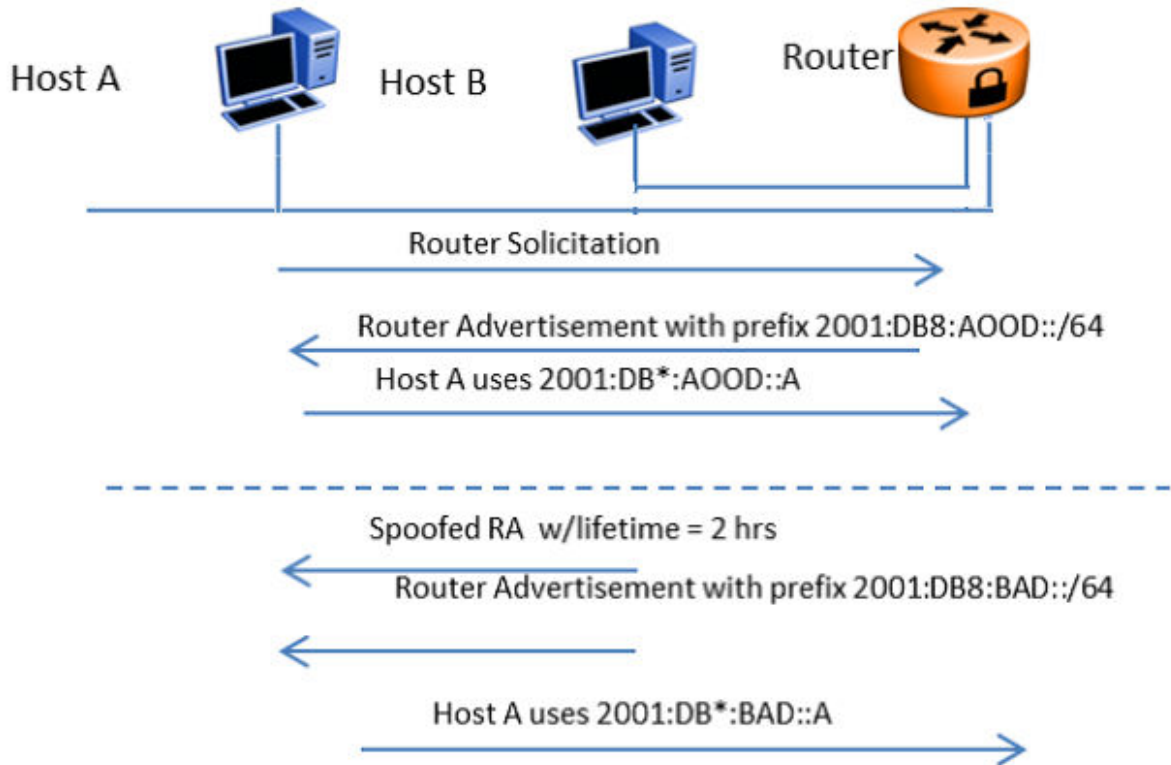 Host A
Host B
Router
Router Solicitation
Router Advertisement with prefix 2001:DB8:AOOD::/64
Host A uses 2001:DB*:AOOD::A
Spoofed RA w/lifetime = 2 hrs
Router Advertisement with prefix 2001:DB8:BAD::/64
Host A uses 2001:DB*:BAD::A